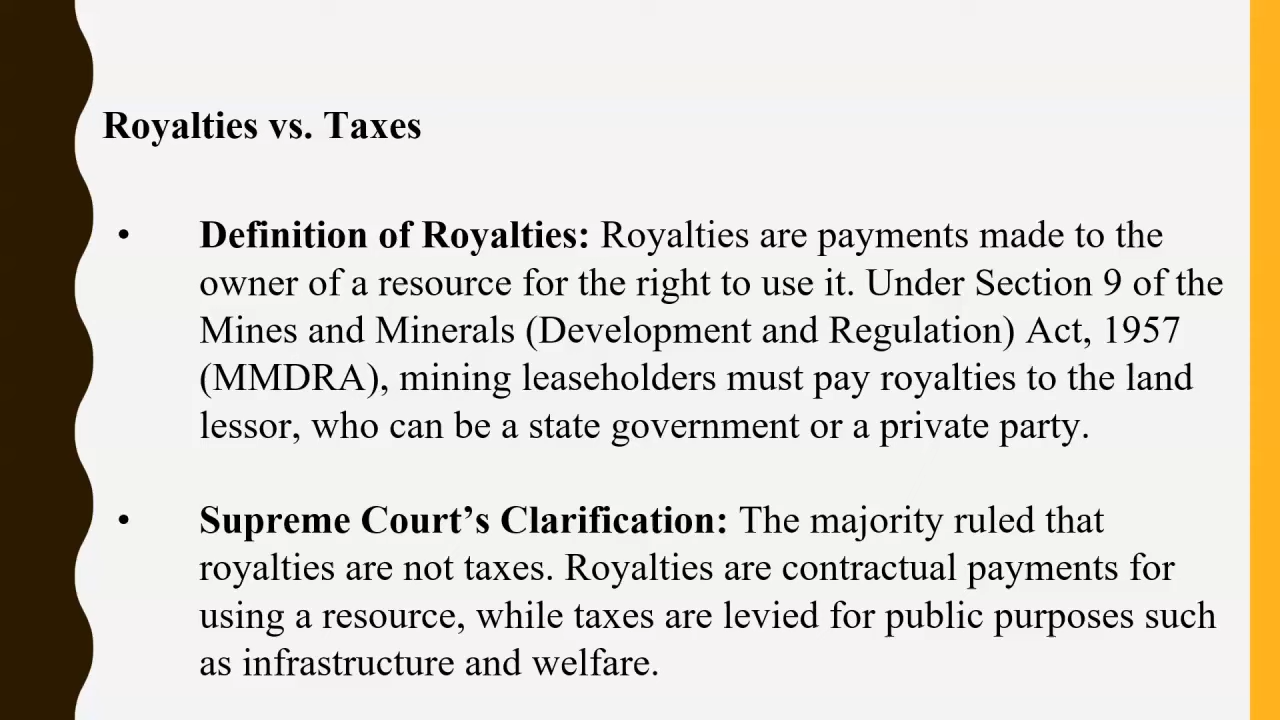 Royalties vs. Taxes
• Definition of Royalties: Royalties are payments made to the
owner of a resource for the right to use it. Under Section 9 of the
Mines and Minerals (Development and Regulation) Act, 1957
(MMDRA), mining leaseholders must pay royalties to the land
lessor, who can be a state government or a private party.
• Supreme Court’s Clarification: The majority ruled that
royalties are not taxes. Royalties are contractual payments for
using a resource, while taxes are levied for public purposes such
as infrastructure and welfare.